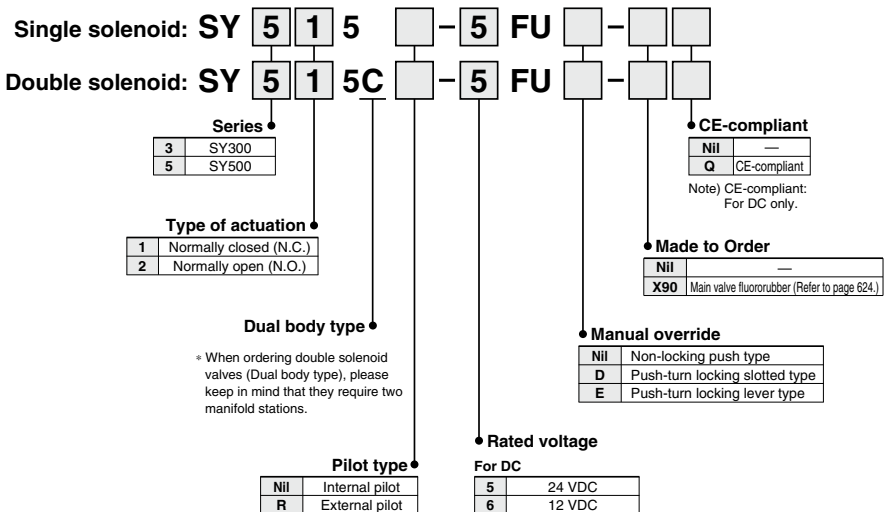 Single solenoid: SY 5 1 5 – 5 FU –
Double solenoid: SY 5 1 5C – 5 FU –
Series
3 SY300
5 SY500
CE-compliant
Nil —
Q CE-compliant
Note) CE-compliant:
For DC only.
Type of actuation
1 Normally closed (N.C.)
2 Normally open (N.O.)
Made to Order
Nil —
X90 Main valve fluororubber (Refer to page 624.)
Dual body type
* When ordering double solenoid
valves (Dual body type), please
keep in mind that they require two
manifold stations.
Manual override
Nil Non-locking push type
D Push-turn locking slotted type
E Push-turn locking lever type
Rated voltage
For DC
5 24 VDC
6 12 VDC
Pilot type
Nil Internal pilot
R External pilot